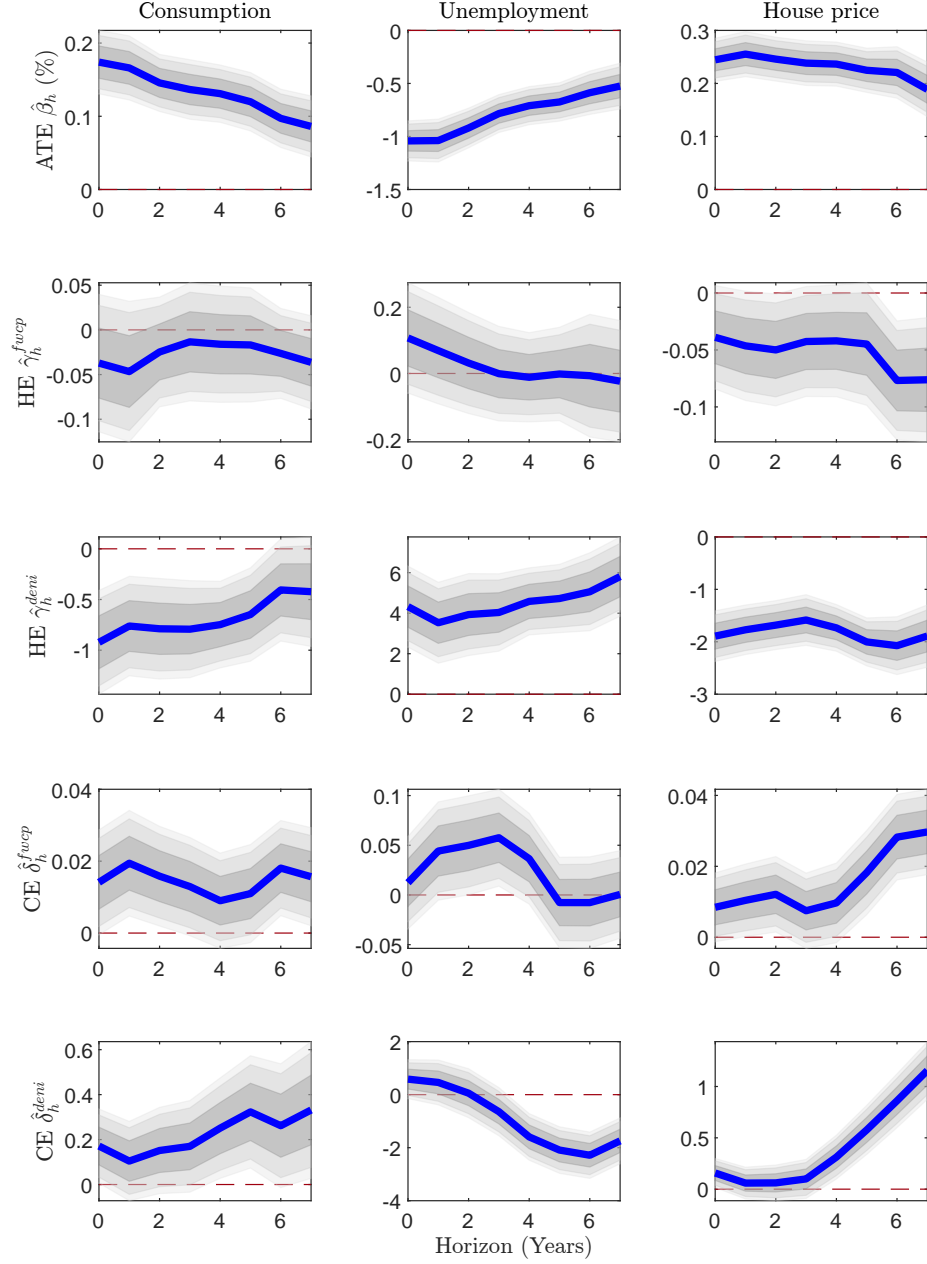 Consumption Unemployment House price
ATE β̂_h (%)
0.2
0.1
0
0 2 4 6
0
-0.5
-1
-1.5
0 2 4 6
0.3
0.2
0.1
0
0 2 4 6
HE γ̂_h^{fwcp}
0.05
0
-0.05
-0.1
0 2 4 6
0.2
0
-0.2
0 2 4 6
0
-0.05
-0.1
0 2 4 6
HE γ̂_h^{deni}
0
-0.5
-1
0 2 4 6
6
4
2
0
0 2 4 6
0
-1
-2
-3
0 2 4 6
CE δ̂_h^{fwcp}
0.04
0.02
0
0 2 4 6
0.1
0.05
0
-0.05
0 2 4 6
0.04
0.02
0
0 2 4 6
CE δ̂_h^{deni}
0.6
0.4
0.2
0
0 2 4 6
2
0
-2
-4
0 2 4 6
1
0.5
0
0 2 4 6
Horizon (Years)